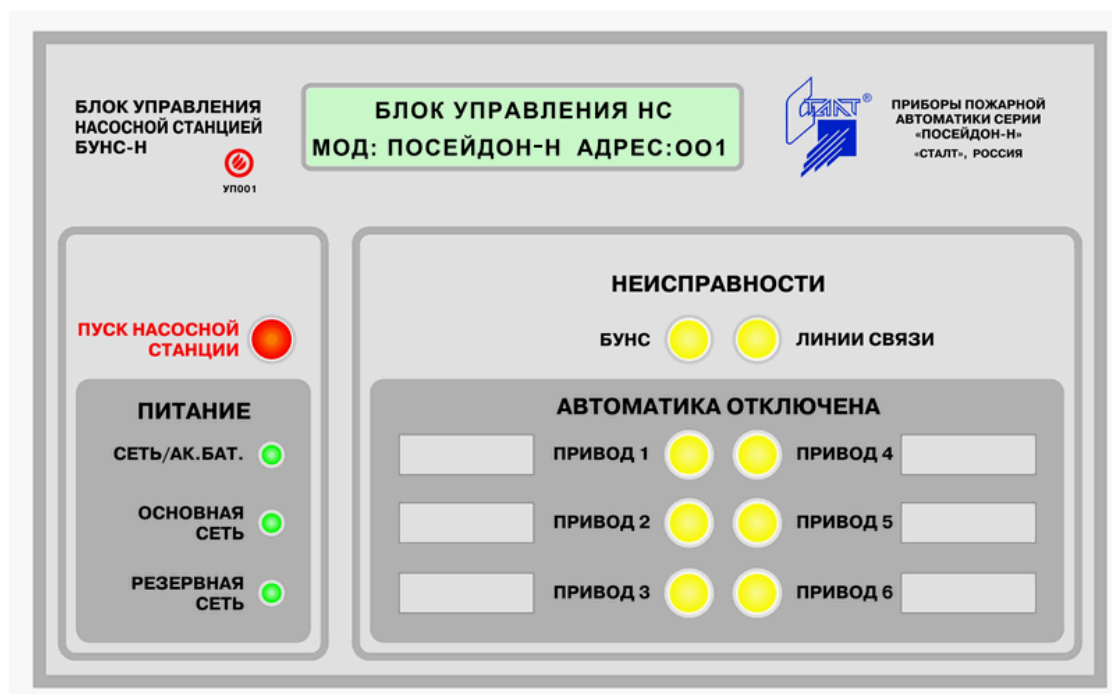 БЛОК УПРАВЛЕНИЯ
НАСОСНОЙ СТАНЦИЕЙ
БУНС-Н
УП001
БЛОК УПРАВЛЕНИЯ НС
МОД: ПОСЕЙДОН-Н АДРЕС:001
СТАЛТ®
ПРИБОРЫ ПОЖАРНОЙ
АВТОМАТИКИ СЕРИИ
«ПОСЕЙДОН-Н»
«СТАЛТ», РОССИЯ
ПУСК НАСОСНОЙ
СТАНЦИИ
ПИТАНИЕ
СЕТЬ/АК.БАТ.
ОСНОВНАЯ
СЕТЬ
РЕЗЕРВНАЯ
СЕТЬ
НЕИСПРАВНОСТИ
БУНС ЛИНИИ СВЯЗИ
АВТОМАТИКА ОТКЛЮЧЕНА
ПРИВОД 1 ПРИВОД 4
ПРИВОД 2 ПРИВОД 5
ПРИВОД 3 ПРИВОД 6